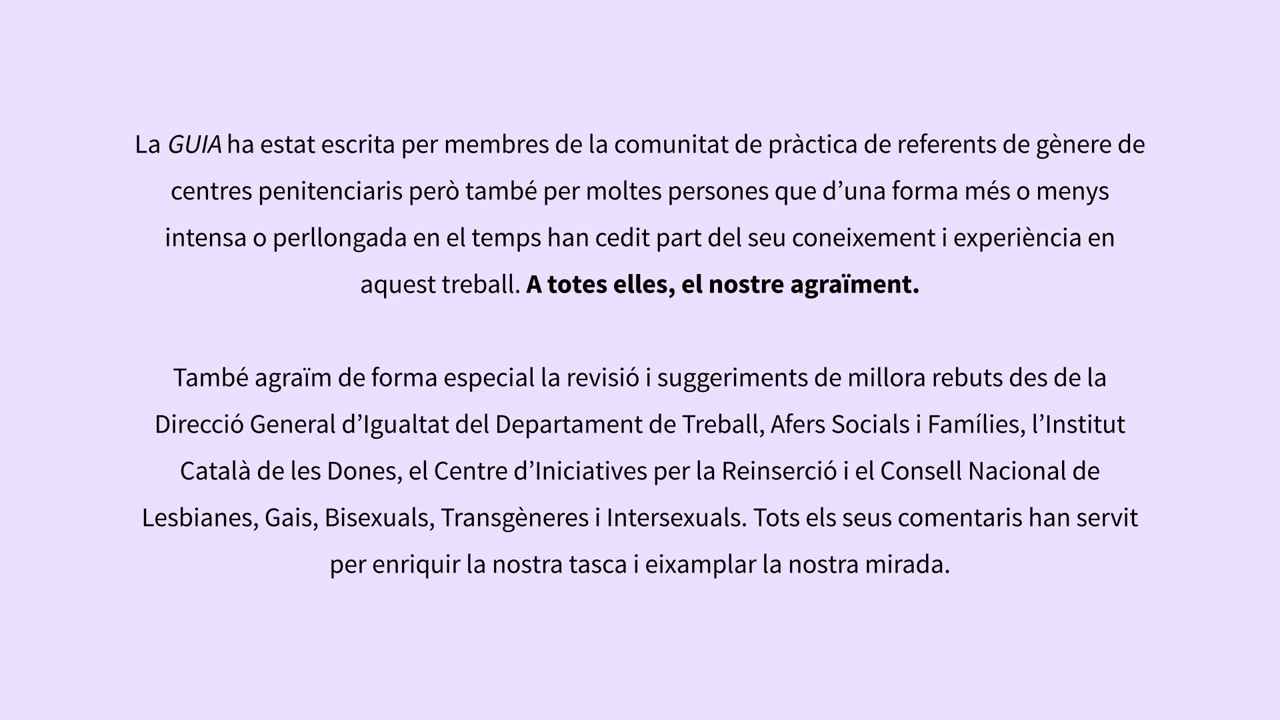 La GUIA ha estat escrita per membres de la comunitat de pràctica de referents de gènere de
centres penitenciaris però també per moltes persones que d’una forma més o menys
intensa o perllongada en el temps han cedit part del seu coneixement i experiència en
aquest treball. A totes elles, el nostre agraïment.
També agraïm de forma especial la revisió i suggeriments de millora rebuts des de la
Direcció General d’Igualtat del Departament de Treball, Afers Socials i Famílies, l’Institut
Català de les Dones, el Centre d’Iniciatives per la Reinserció i el Consell Nacional de
Lesbianes, Gais, Bisexuals, Transgèneres i Intersexuals. Tots els seus comentaris han servit
per enriquir la nostra tasca i eixamplar la nostra mirada.